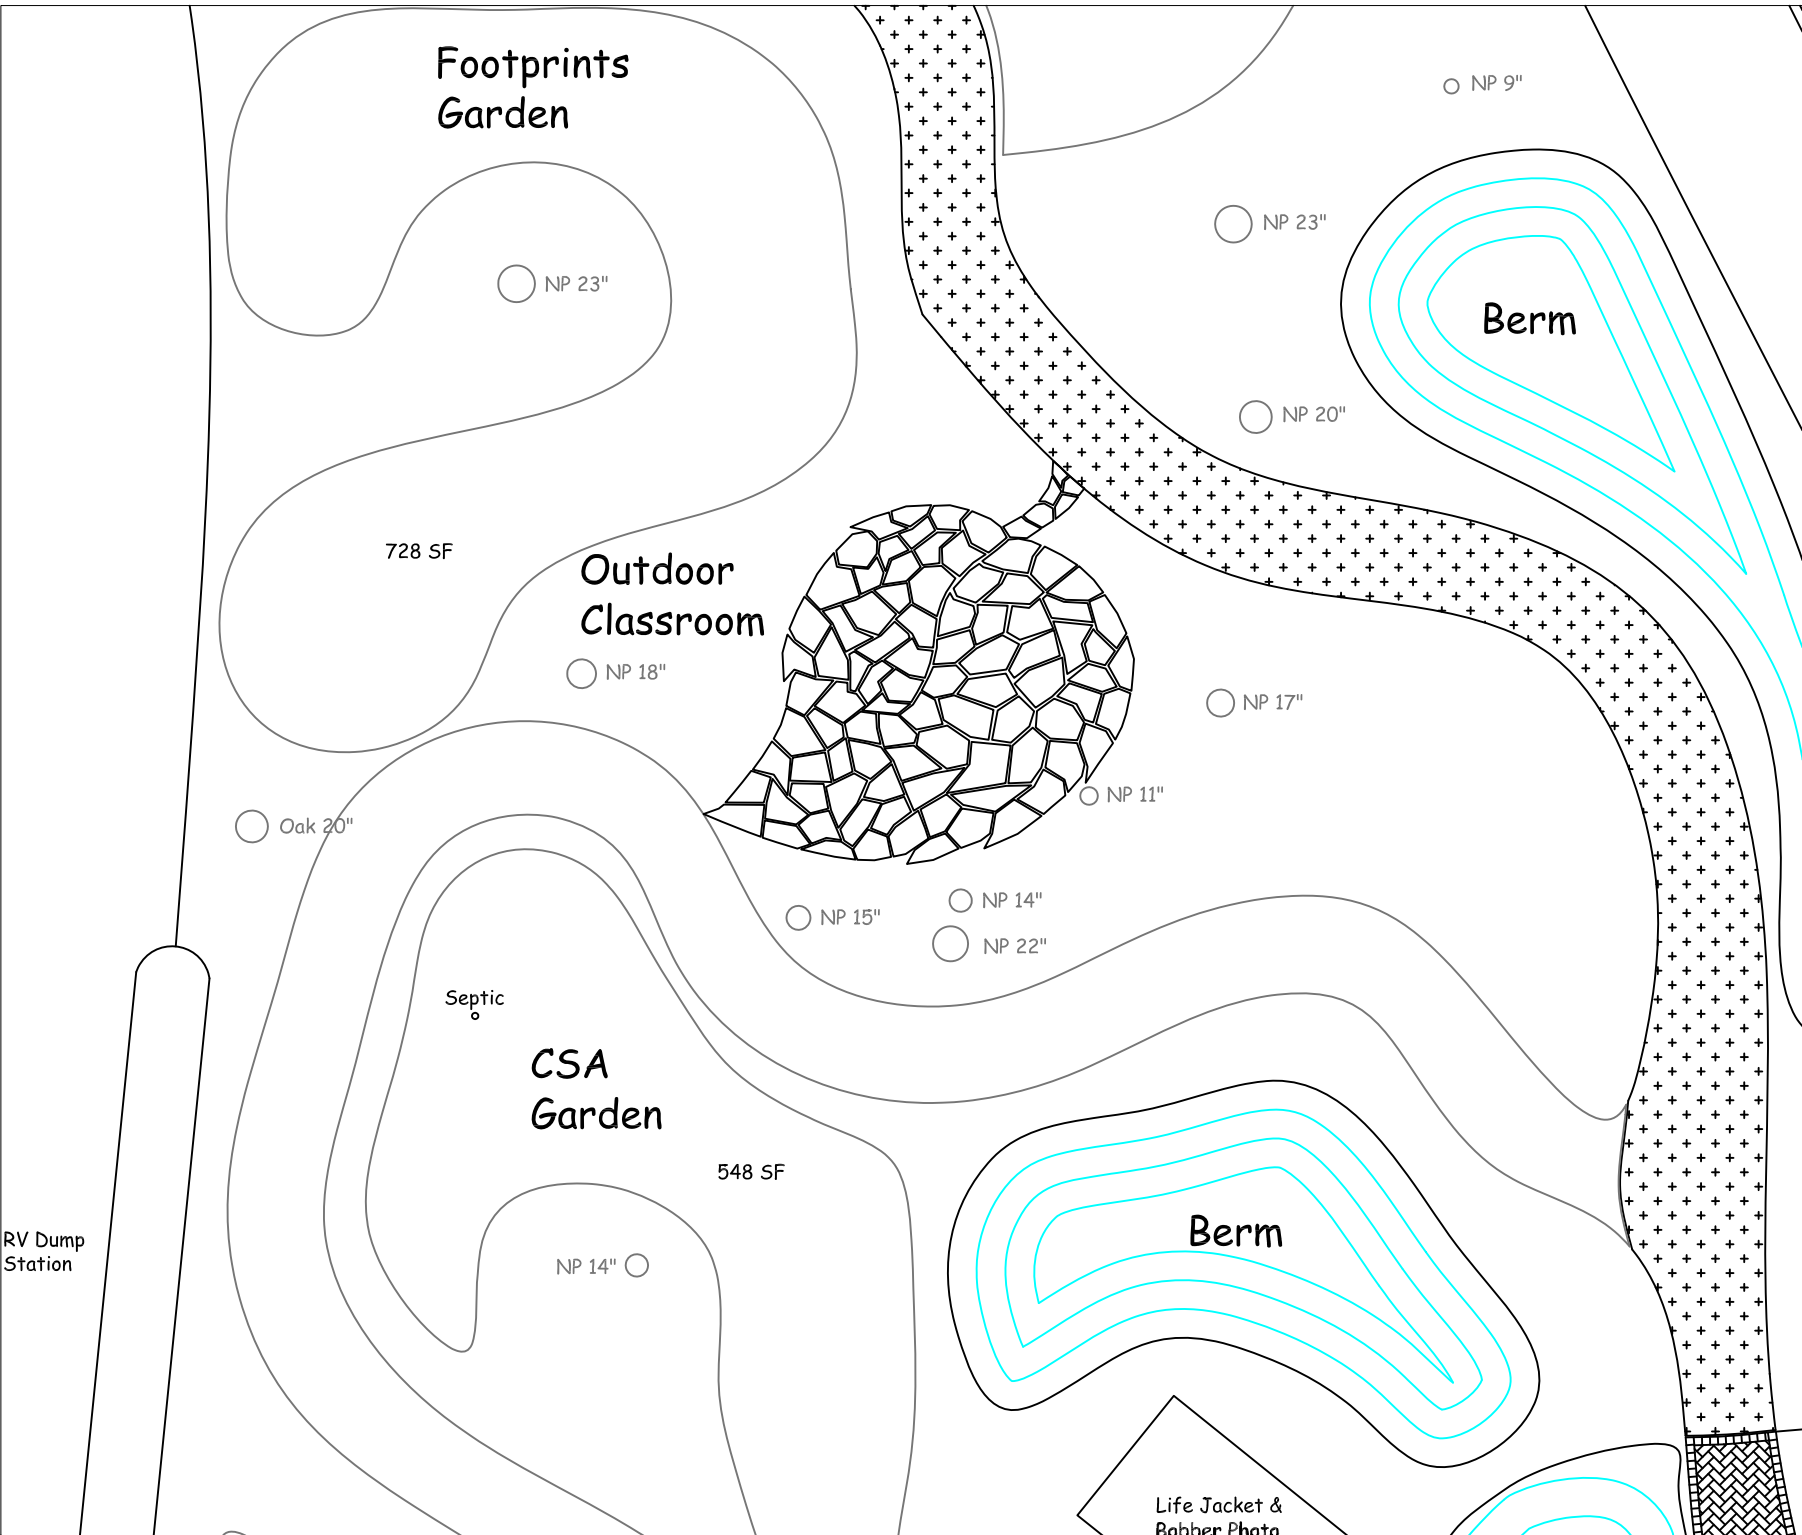 Footprints
Garden
NP 9"
NP 23"
NP 23"
Berm
NP 20"
728 SF
Outdoor
Classroom
NP 18"
NP 17"
NP 11"
Oak 20"
NP 15"
NP 14"
NP 22"
Septic
CSA
Garden
548 SF
Berm
RV Dump
Station
NP 14"
Life Jacket &